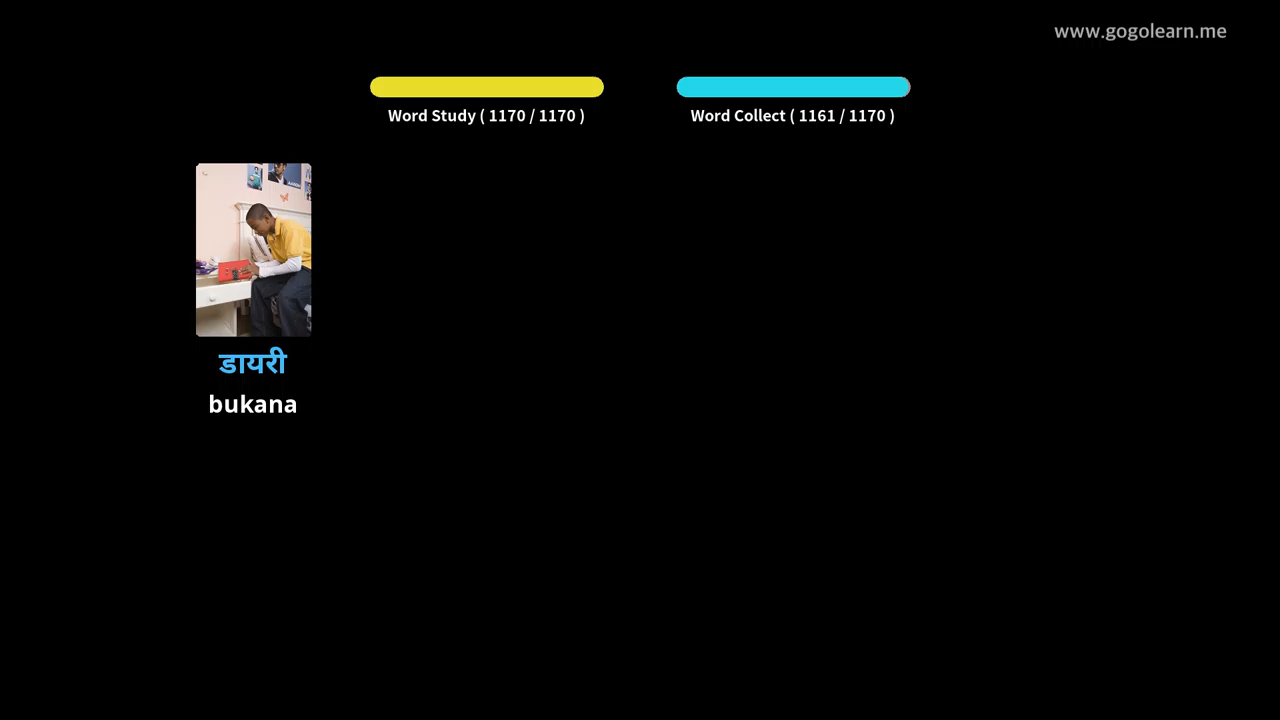 www.gogolearn.me
Word Study ( 1170 / 1170 )
Word Collect ( 1161 / 1170 )
डायरी
bukana